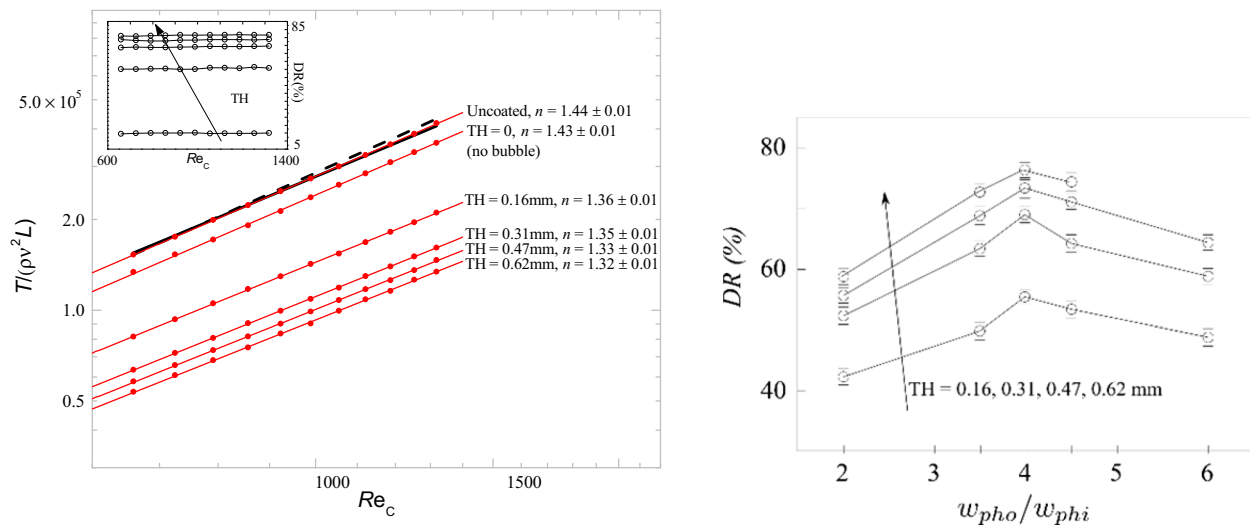 85
DR(%)
TH
5
600
Re_C
1400
5.0 × 10⁵
2.0
1.0
0.5
T/(ρν²L)
Uncoated, n = 1.44 ± 0.01
TH = 0, n = 1.43 ± 0.01
(no bubble)
TH = 0.16mm, n = 1.36 ± 0.01
TH = 0.31mm, n = 1.35 ± 0.01
TH = 0.47mm, n = 1.33 ± 0.01
TH = 0.62mm, n = 1.32 ± 0.01
1000
1500
Re_C
80
60
40
DR (%)
TH = 0.16, 0.31, 0.47, 0.62 mm
2
3
4
5
6
w_pho/w_phi